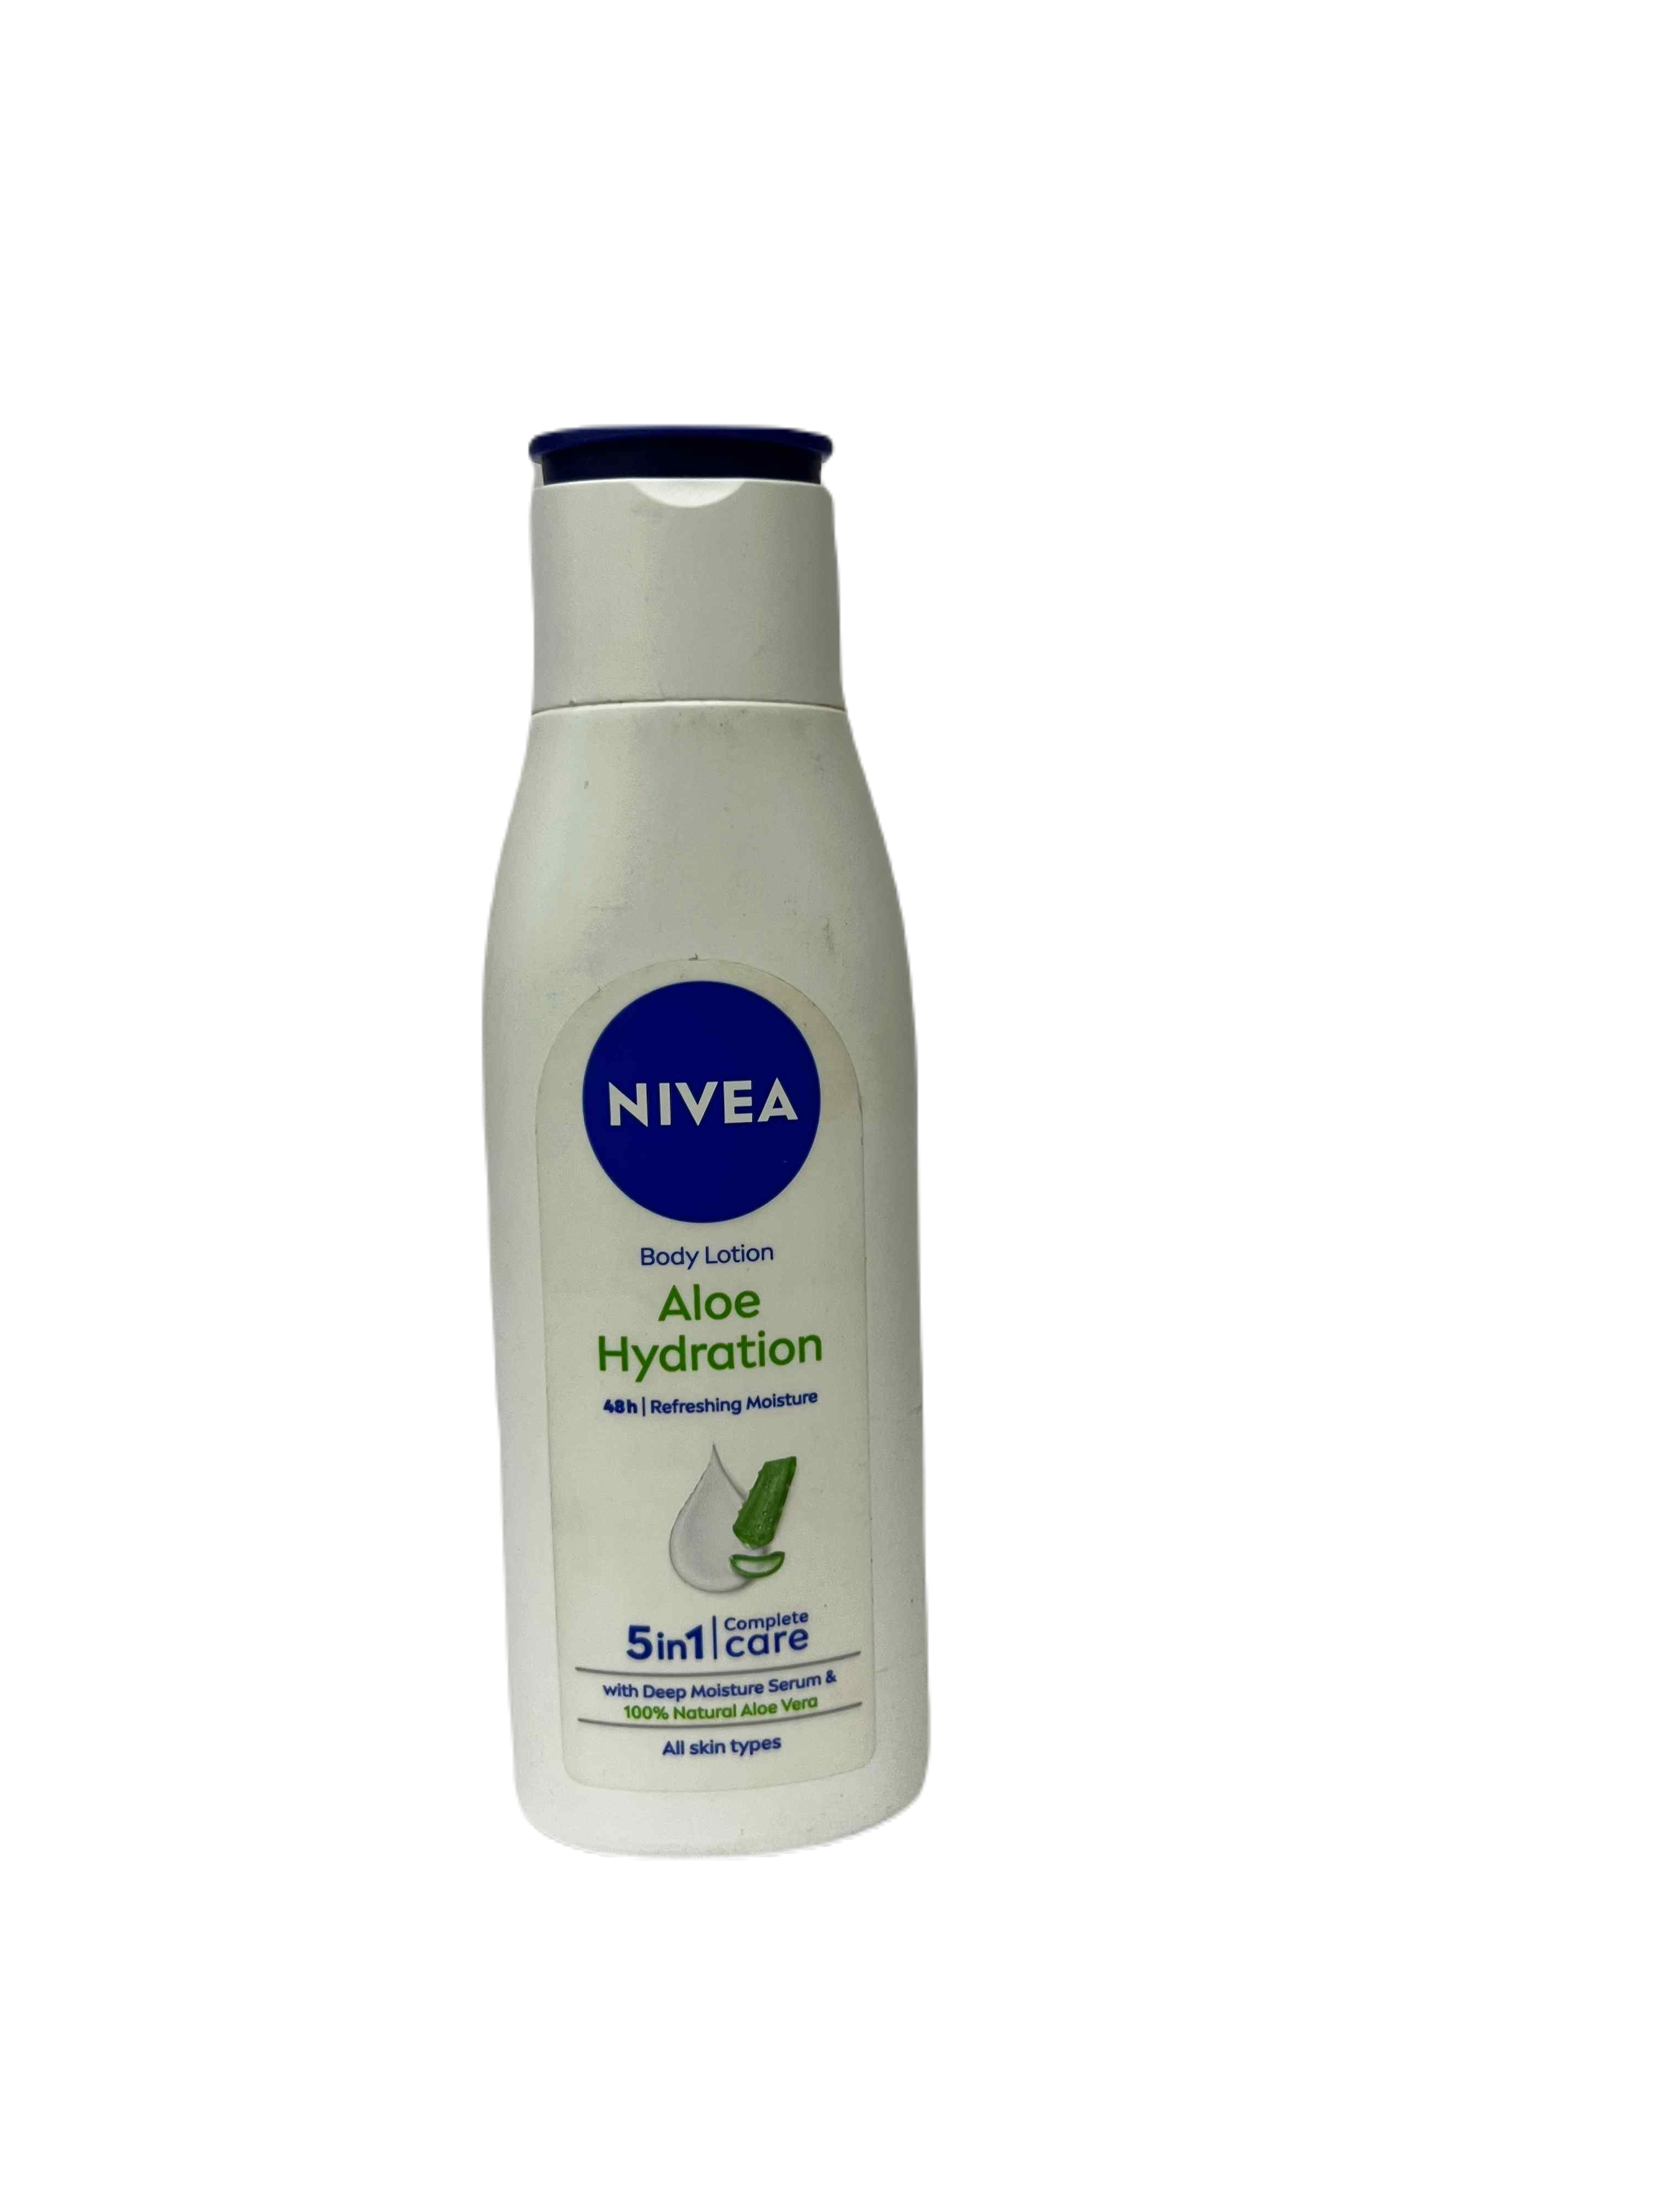 NIVEA
Body Lotion
Aloe
Hydration
48h | Refreshing Moisture
5in1 | Complete
care
with Deep Moisture Serum &
100% Natural Aloe Vera
All skin types